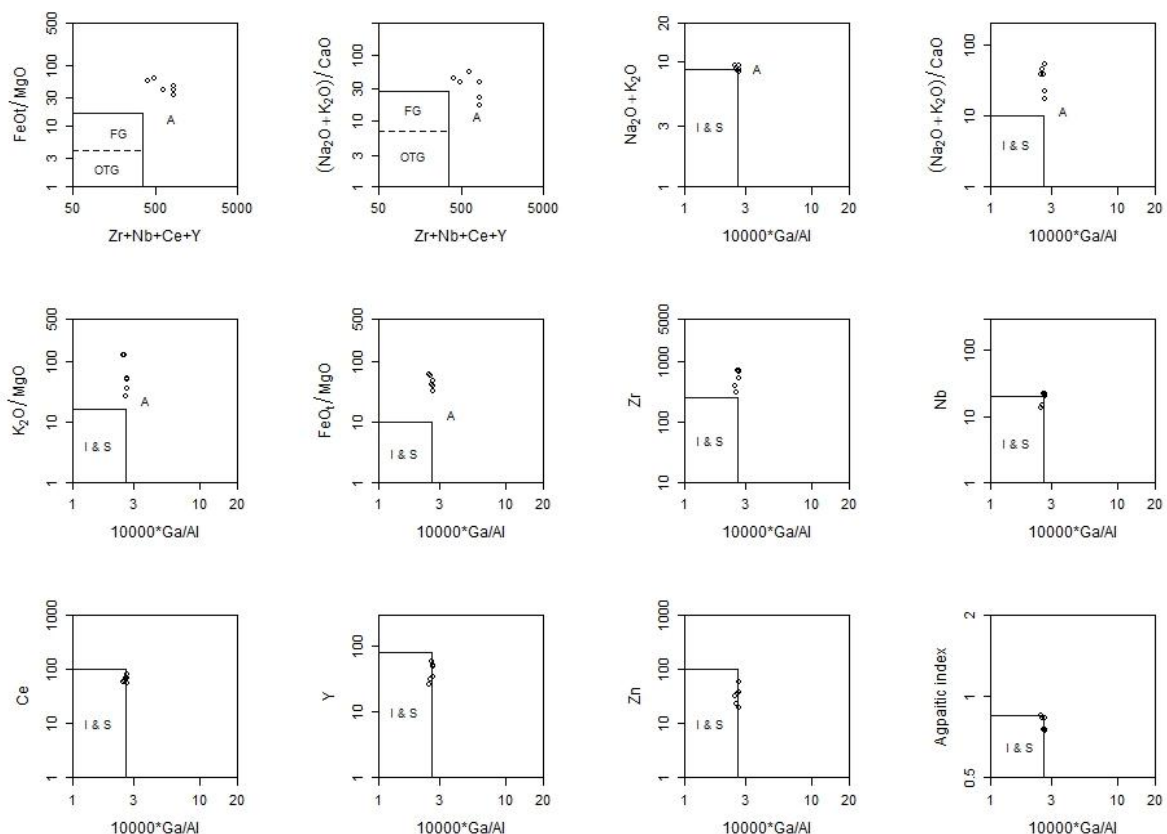 FeOt/MgO
500
100
30
10
3
1
A
FG
OTG
50 500 5000
Zr+Nb+Ce+Y
(Na₂O + K₂O)/CaO
100
30
10
3
1
FG
A
OTG
50 500 5000
Zr+Nb+Ce+Y
Na₂O + K₂O
20
10
3
1
A
I & S
1 3 10 20
10000*Ga/Al
(Na₂O + K₂O)/CaO
100
10
1
A
I & S
1 3 10 20
10000*Ga/Al
K₂O/MgO
500
100
10
1
A
I & S
1 3 10 20
10000*Ga/Al
FeOₜ/MgO
500
100
10
1
A
I & S
1 3 10 20
10000*Ga/Al
Zr
5000
1000
100
10
I & S
1 3 10 20
10000*Ga/Al
Nb
100
10
1
I & S
1 3 10 20
10000*Ga/Al
Ce
1000
100
10
1
I & S
1 3 10 20
10000*Ga/Al
Y
100
10
1
I & S
1 3 10 20
10000*Ga/Al
Zn
1000
100
10
1
I & S
1 3 10 20
10000*Ga/Al
Agpaitic index
2
1
0.5
I & S
1 3 10 20
10000*Ga/Al